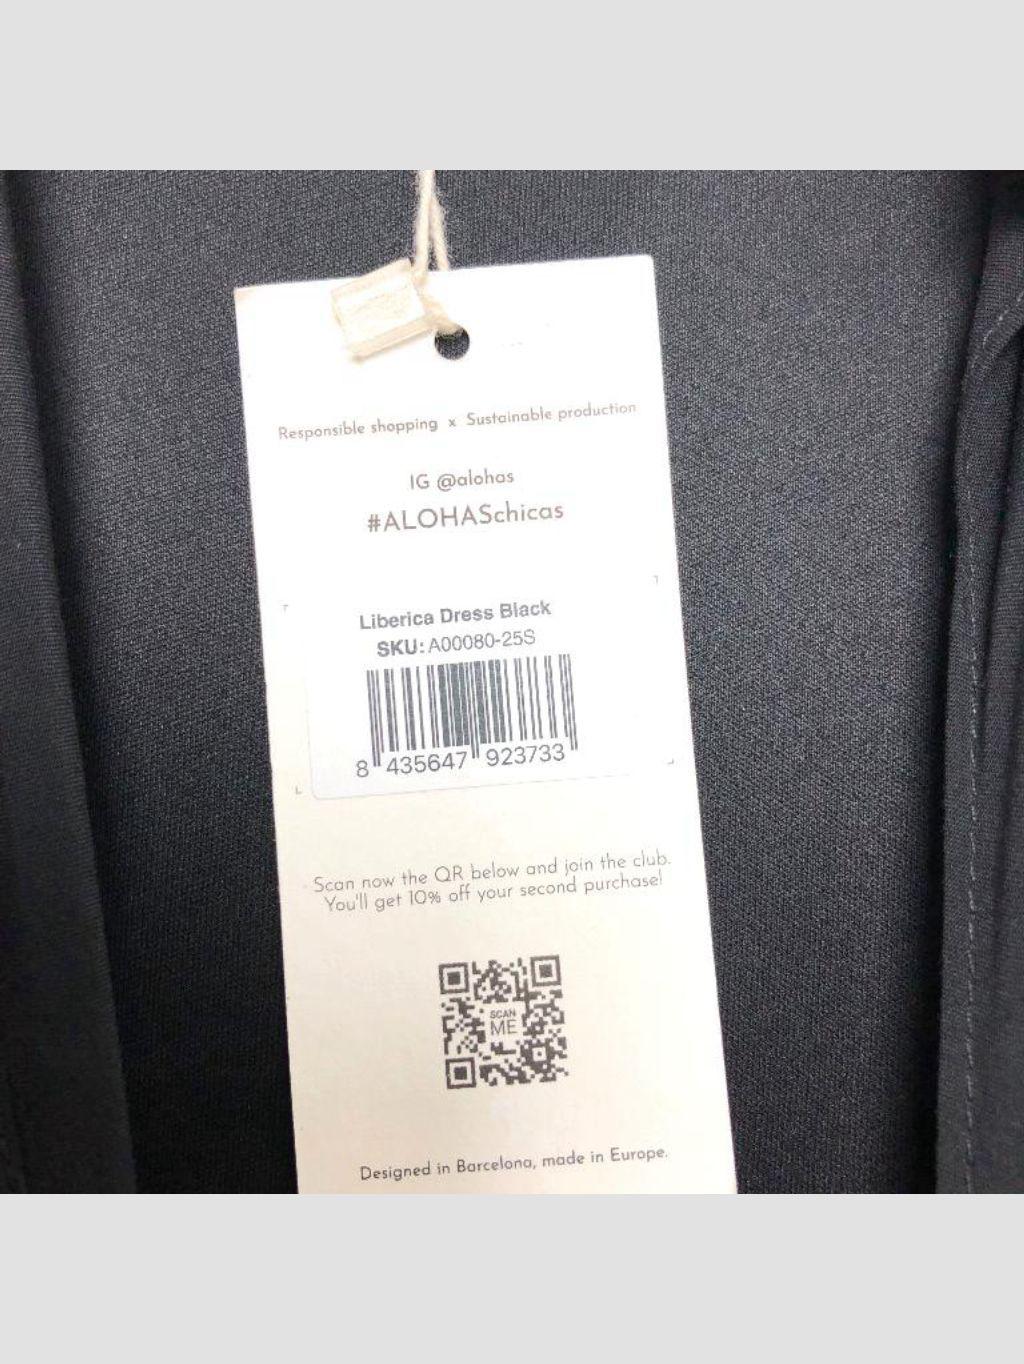 Responsible shopping x Sustainable production
IG @alohas
#ALOHASchicas
Liberica Dress Black
SKU: A00080-25S
8 435647 923733
Scan now the QR below and join the club.
You'll get 10% off your second purchase!
SCAN
ME
Designed in Barcelona, made in Europe.